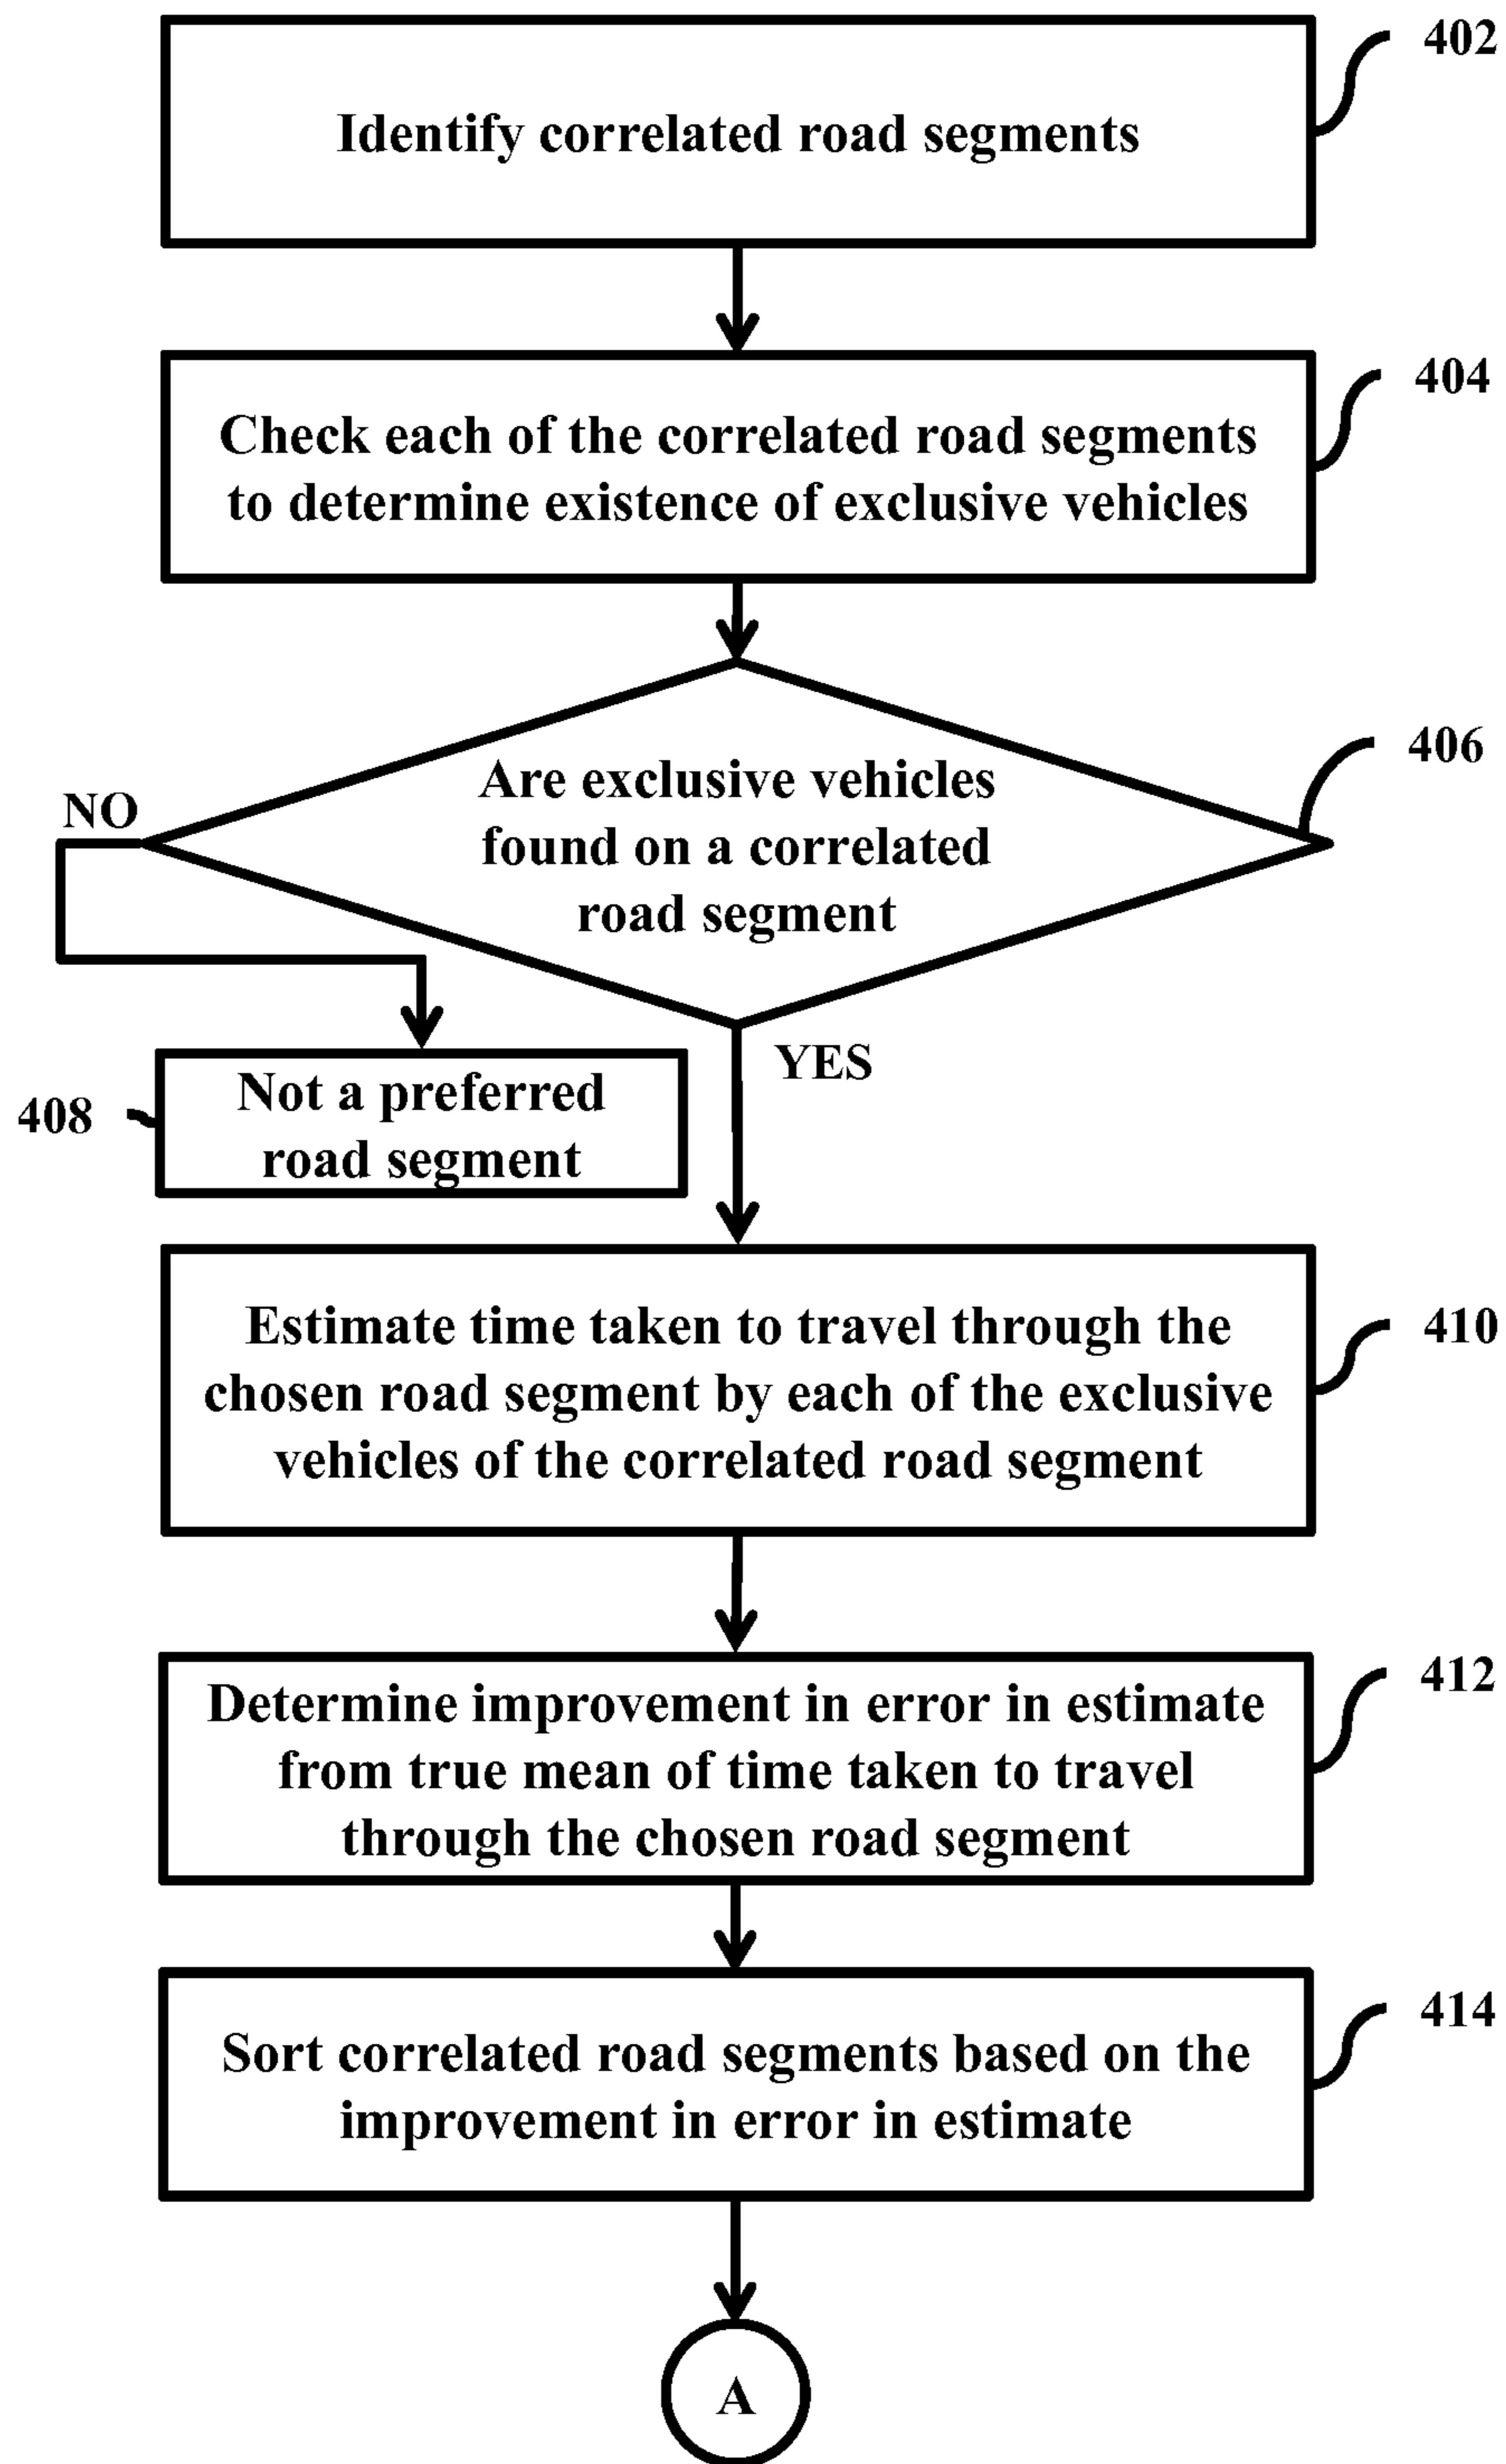 402
Identify correlated road segments
404
Check each of the correlated road segments
to determine existence of exclusive vehicles
406
Are exclusive vehicles
found on a correlated
road segment
NO
YES
408
Not a preferred
road segment
410
Estimate time taken to travel through the
chosen road segment by each of the exclusive
vehicles of the correlated road segment
412
Determine improvement in error in estimate
from true mean of time taken to travel
through the chosen road segment
414
Sort correlated road segments based on the
improvement in error in estimate
A